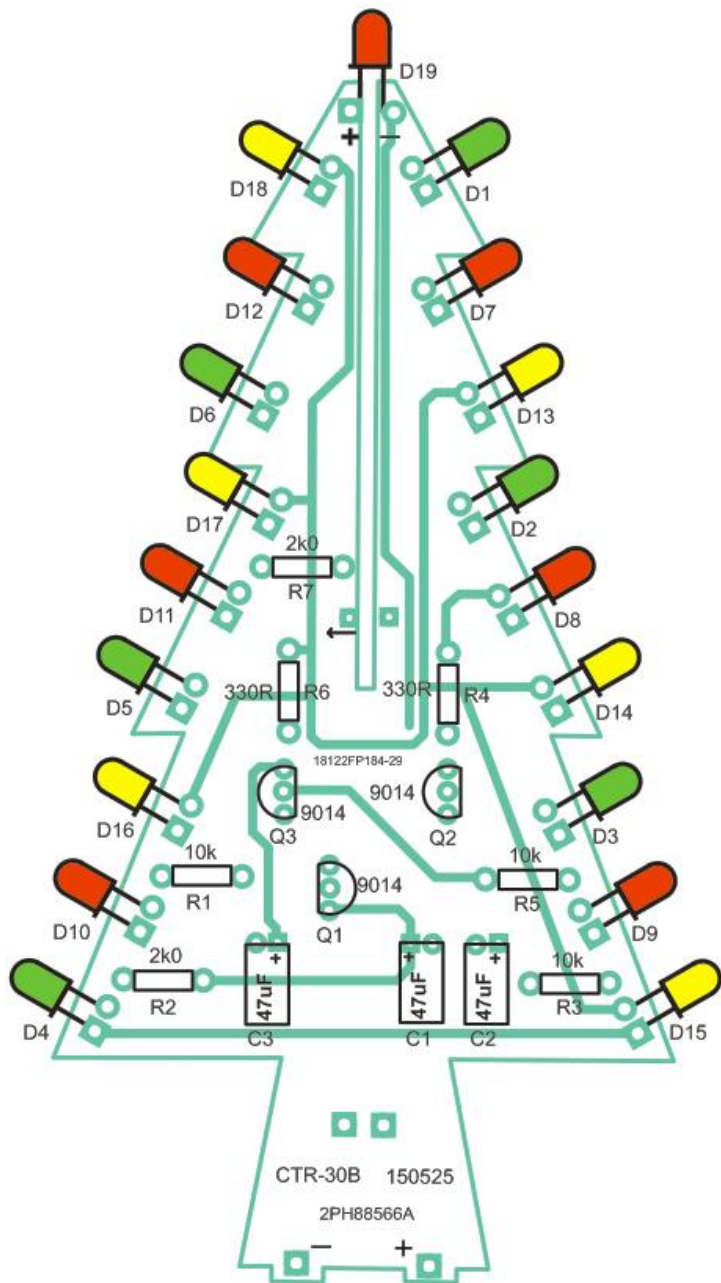 D19
+ −
D18
D1
D12
D7
D6
D13
D17
D2
2k0
R7
D11
D8
D5
330R R6
330R R4
D14
18122FP184-29
D16
Q3
9014
9014
Q2
D3
10k
R1
9014
Q1
10k
R5
D10
D9
2k0
R2
+
47uF
C3
+
47uF
C1
+
47uF
C2
10k
R3
D4
D15
CTR-30B 150525
2PH88566A
− +